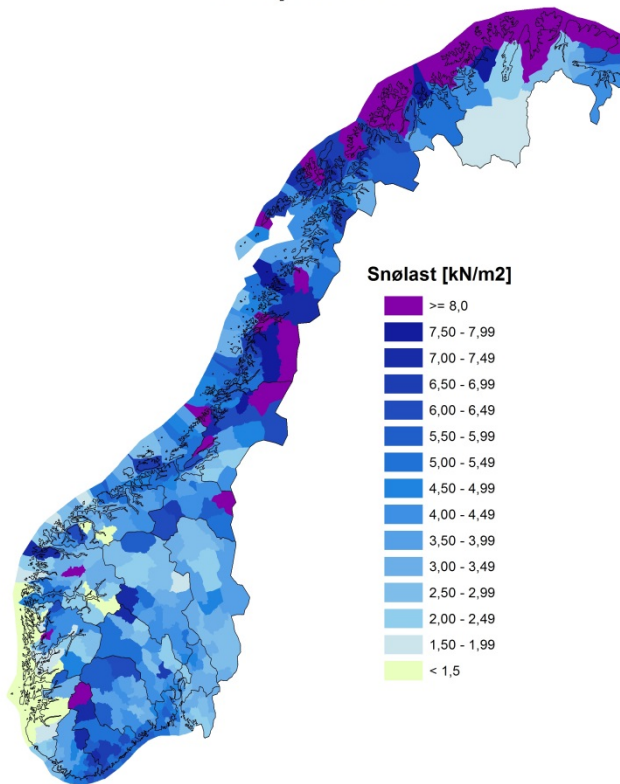 Snølast [kN/m2]
>= 8,0
7,50 - 7,99
7,00 - 7,49
6,50 - 6,99
6,00 - 6,49
5,50 - 5,99
5,00 - 5,49
4,50 - 4,99
4,00 - 4,49
3,50 - 3,99
3,00 - 3,49
2,50 - 2,99
2,00 - 2,49
1,50 - 1,99
< 1,5